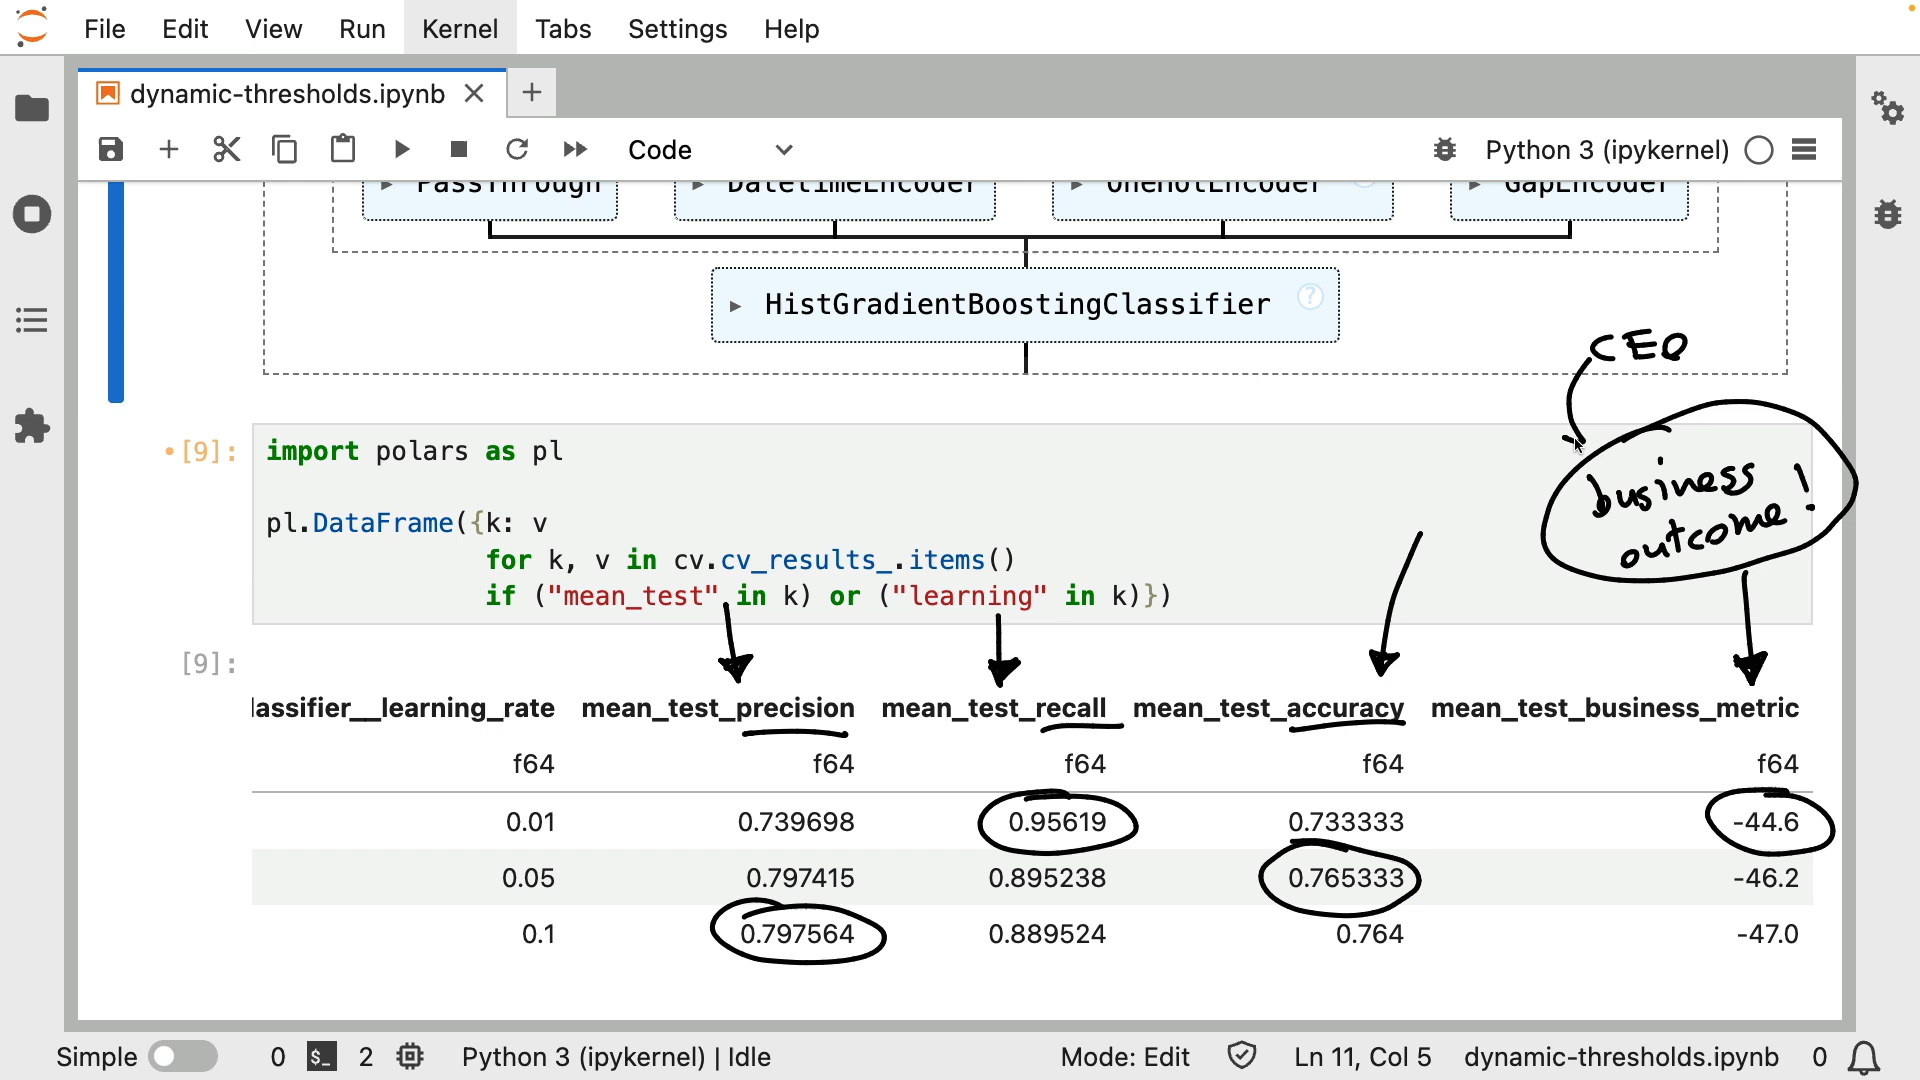 File Edit View Run Kernel Tabs Settings Help
dynamic-thresholds.ipynb
Code
Python 3 (ipykernel)
PassThrough DatetimeEncoder OneHotEncoder GapEncoder
HistGradientBoostingClassifier ?
CEO
business
outcome!
[9]:
import polars as pl
pl.DataFrame({k: v
for k, v in cv.cv_results_.items()
if ("mean_test" in k) or ("learning" in k)})
[9]:
lassifier__learning_rate mean_test_precision mean_test_recall mean_test_accuracy mean_test_business_metric
f64 f64 f64 f64 f64
0.01 0.739698 0.95619 0.733333 -44.6
0.05 0.797415 0.895238 0.765333 -46.2
0.1 0.797564 0.889524 0.764 -47.0
Simple 0 $_ 2 Python 3 (ipykernel) | Idle Mode: Edit Ln 11, Col 5 dynamic-thresholds.ipynb 0